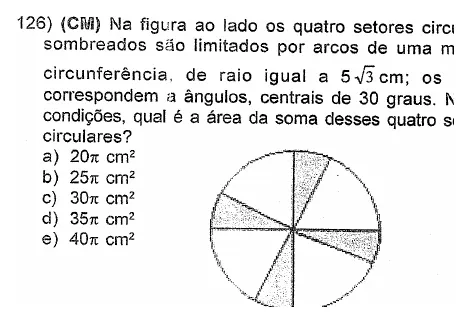 126) (CM) Na figura ao lado os quatro setores circ
sombreados são limitados por arcos de uma m
circunferência, de raio igual a 5√3 cm; os
correspondem a ângulos, centrais de 30 graus. N
condições, qual é a área da soma desses quatro s
circulares?
a) 20π cm²
b) 25π cm²
c) 30π cm²
d) 35π cm²
e) 40π cm²